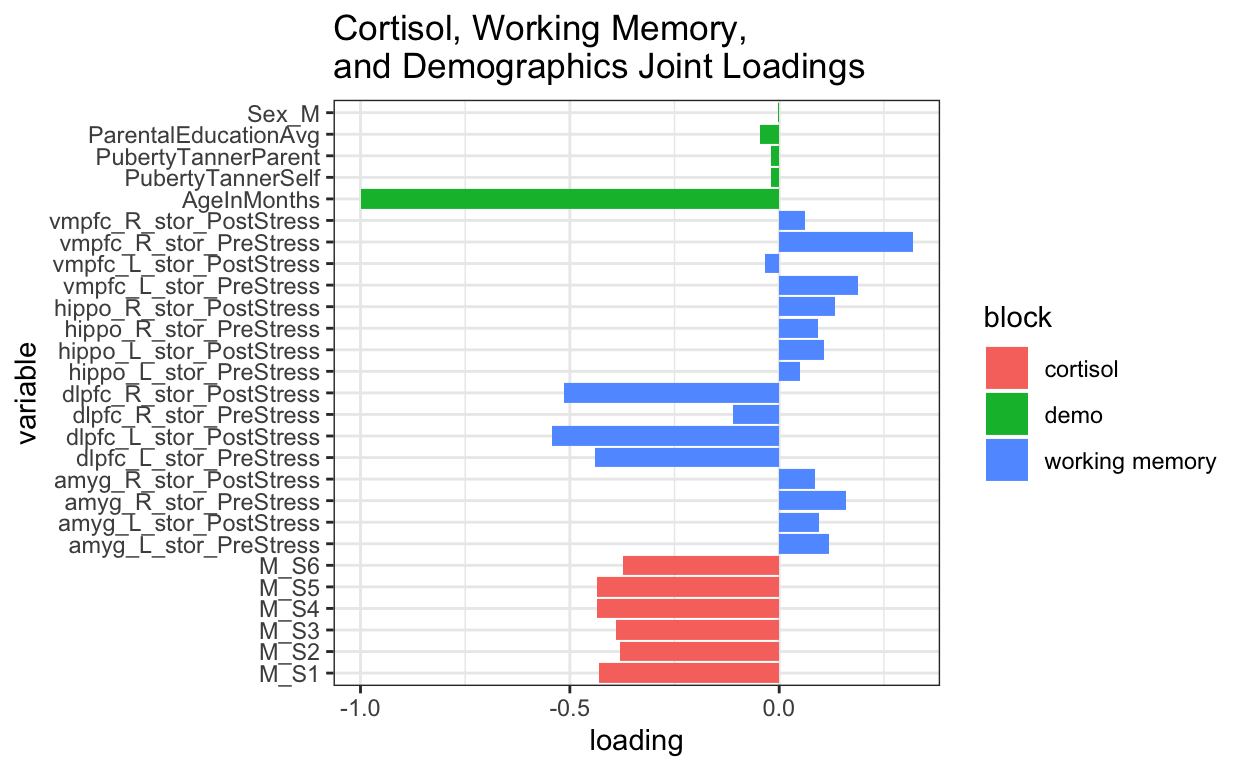 Cortisol, Working Memory,
and Demographics Joint Loadings
variable
Sex_M
ParentalEducationAvg
PubertyTannerParent
PubertyTannerSelf
AgeInMonths
vmpfc_R_stor_PostStress
vmpfc_R_stor_PreStress
vmpfc_L_stor_PostStress
vmpfc_L_stor_PreStress
hippo_R_stor_PostStress
hippo_R_stor_PreStress
hippo_L_stor_PostStress
hippo_L_stor_PreStress
dlpfc_R_stor_PostStress
dlpfc_R_stor_PreStress
dlpfc_L_stor_PostStress
dlpfc_L_stor_PreStress
amyg_R_stor_PostStress
amyg_R_stor_PreStress
amyg_L_stor_PostStress
amyg_L_stor_PreStress
M_S6
M_S5
M_S4
M_S3
M_S2
M_S1
-1.0 -0.5 0.0
loading
block
cortisol
demo
working memory